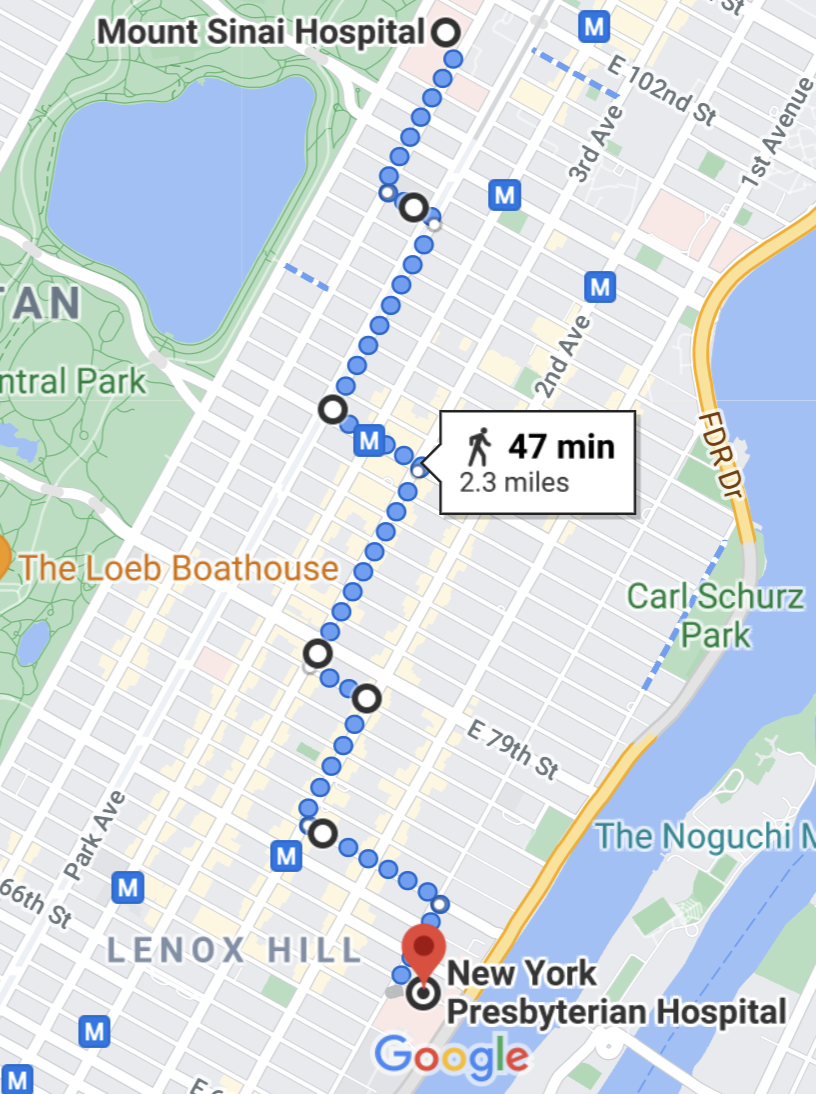 St
Mount Sinai Hospital
M
E 102nd St
3rd Ave
1st Avenue
M
M
TAN
2nd Ave
ntral Park
FDR Dr
M
47 min
2.3 miles
The Loeb Boathouse
Carl Schurz
Park
E 79th St
Park Ave
M
The Noguchi M
M
66th St
LENOX HILL
New York
Presbyterian Hospital
M
Google
M
E 6